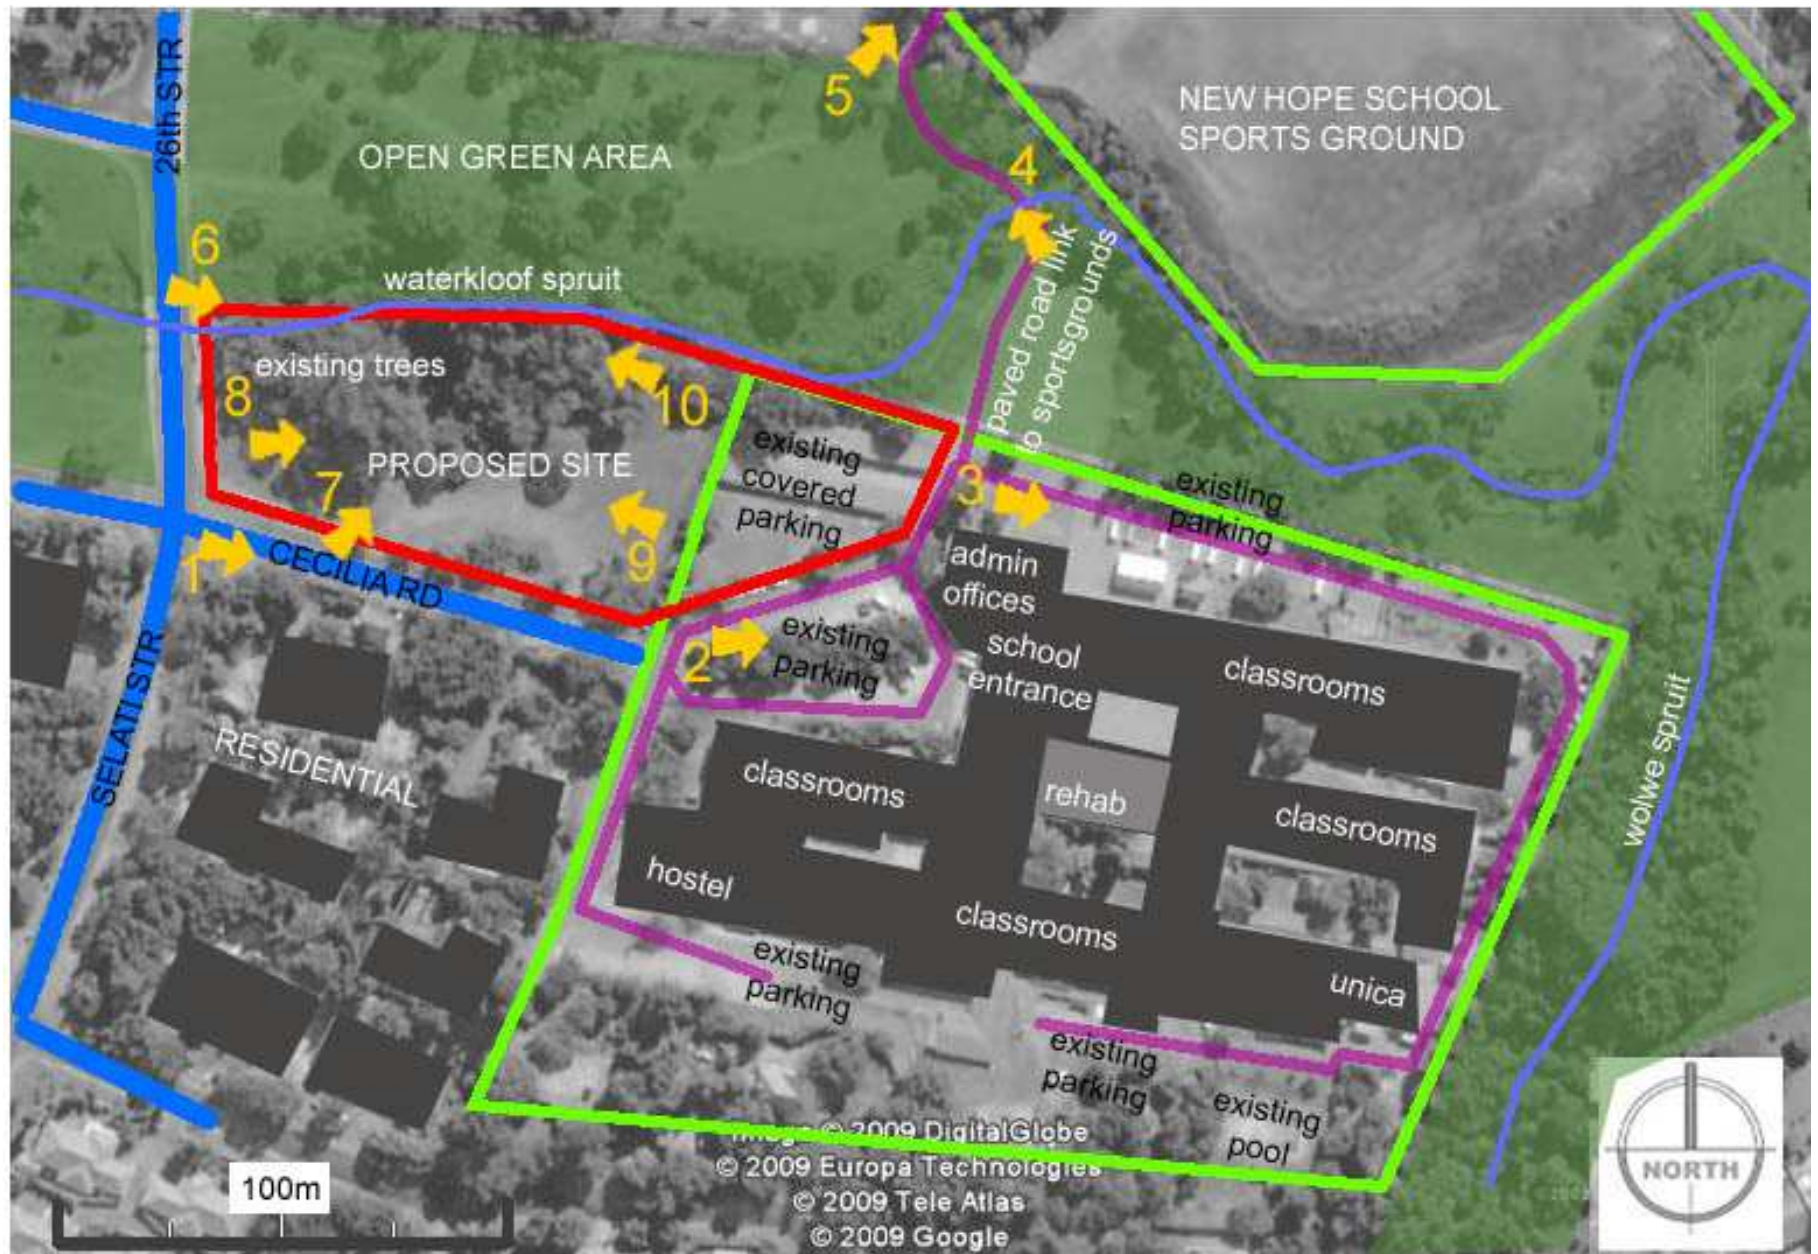 26th STR
5
NEW HOPE SCHOOL
SPORTS GROUND
OPEN GREEN AREA
4
6
waterkloof spruit
paved road link
to sportsgrounds
existing trees
8
10
PROPOSED SITE
7
9
existing
covered
parking
3
existing
parking
1
CECILIA RD
admin
offices
school
entrance
2
existing
parking
classrooms
SELATI STR
RESIDENTIAL
classrooms
rehab
classrooms
wolwe spruit
hostel
classrooms
existing
parking
unica
existing
parking
existing
pool
Image © 2009 DigitalGlobe
© 2009 Europa Technologies
© 2009 Tele Atlas
© 2009 Google
100m
NORTH